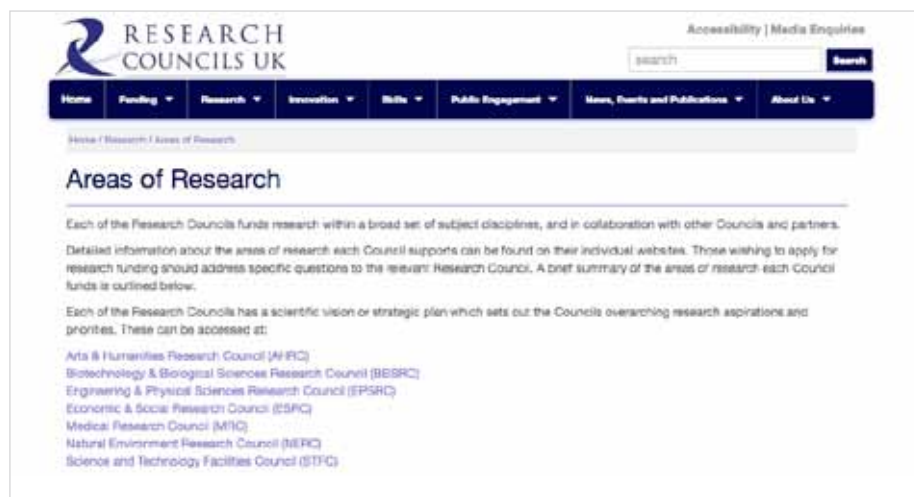 RESEARCH
COUNCILS UK
Accessibility | Media Enquiries
search
Search
Home Funding Research Innovation Skills Public Engagement News, Events and Publications About Us
Home / Research / Areas of Research
Areas of Research
Each of the Research Councils funds research within a broad set of subject disciplines, and in collaboration with other Councils and partners.
Detailed information about the areas of research each Council supports can be found on their individual websites. Those wishing to apply for
research funding should address specific questions to the relevant Research Council. A brief summary of the areas of research each Council
funds is outlined below.
Each of the Research Councils has a scientific vision or strategic plan which sets out the Councils overarching research aspirations and
priorities. These can be accessed at:
Arts & Humanities Research Council (AHRC)
Biotechnology & Biological Sciences Research Council (BBSRC)
Engineering & Physical Sciences Research Council (EPSRC)
Economic & Social Research Council (ESRC)
Medical Research Council (MRC)
Natural Environment Research Council (NERC)
Science and Technology Facilities Council (STFC)